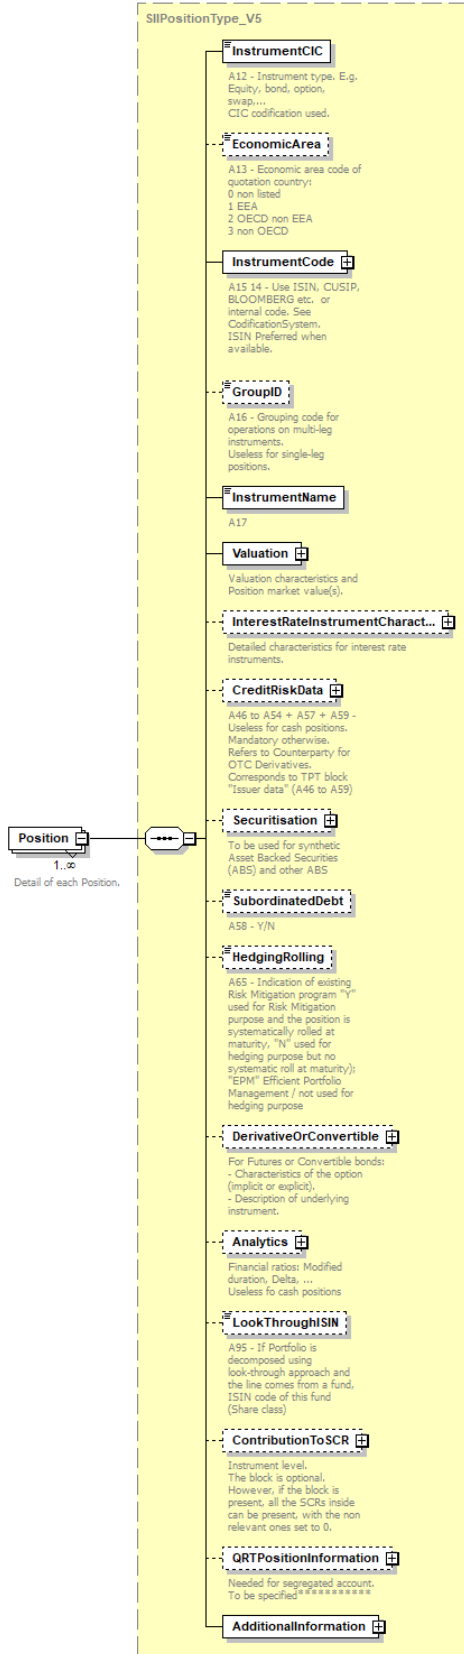 SIIPositionType_V5
InstrumentCIC
A12 - Instrument type. E.g.
Equity, bond, option,
swap,...
CIC codification used.
EconomicArea
A13 - Economic area code of
quotation country:
0 non listed
1 EEA
2 OECD non EEA
3 non OECD
InstrumentCode
A15 14 - Use ISIN, CUSIP,
BLOOMBERG etc. or
internal code. See
CodificationSystem.
ISIN Preferred when
available.
GroupID
A16 - Grouping code for
operations on multi-leg
instruments.
Useless for single-leg
positions.
InstrumentName
A17
Valuation
Valuation characteristics and
Position market value(s).
InterestRateInstrumentCharact...
Detailed characteristics for interest rate
instruments.
CreditRiskData
A46 to A54 + A57 + A59 -
Useless for cash positions.
Mandatory otherwise.
Refers to Counterparty for
OTC Derivatives.
Corresponds to TPT block
"Issuer data" (A46 to A59)
Securitisation
To be used for synthetic
Asset Backed Securities
(ABS) and other ABS
Position
1..∞
Detail of each Position.
SubordinatedDebt
A58 - Y/N
HedgingRolling
A65 - Indication of existing
Risk Mitigation program "Y"
used for Risk Mitigation
purpose and the position is
systematically rolled at
maturity, "N" used for
hedging purpose but no
systematic roll at maturity);
"EPM" Efficient Portfolio
Management / not used for
hedging purpose
DerivativeOrConvertible
For Futures or Convertible bonds:
- Characteristics of the option
(implicit or explicit).
- Description of underlying
instrument.
Analytics
Financial ratios: Modified
duration, Delta, ...
Useless fo cash positions
LookThroughISIN
A95 - If Portfolio is
decomposed using
look-through approach and
the line comes from a fund,
ISIN code of this fund
(Share class)
ContributionToSCR
Instrument level.
The block is optional.
However, if the block is
present, all the SCRs inside
can be present, with the non
relevant ones set to 0.
QRTPositionInformation
Needed for segregated account.
To be specified***********
AdditionalInformation